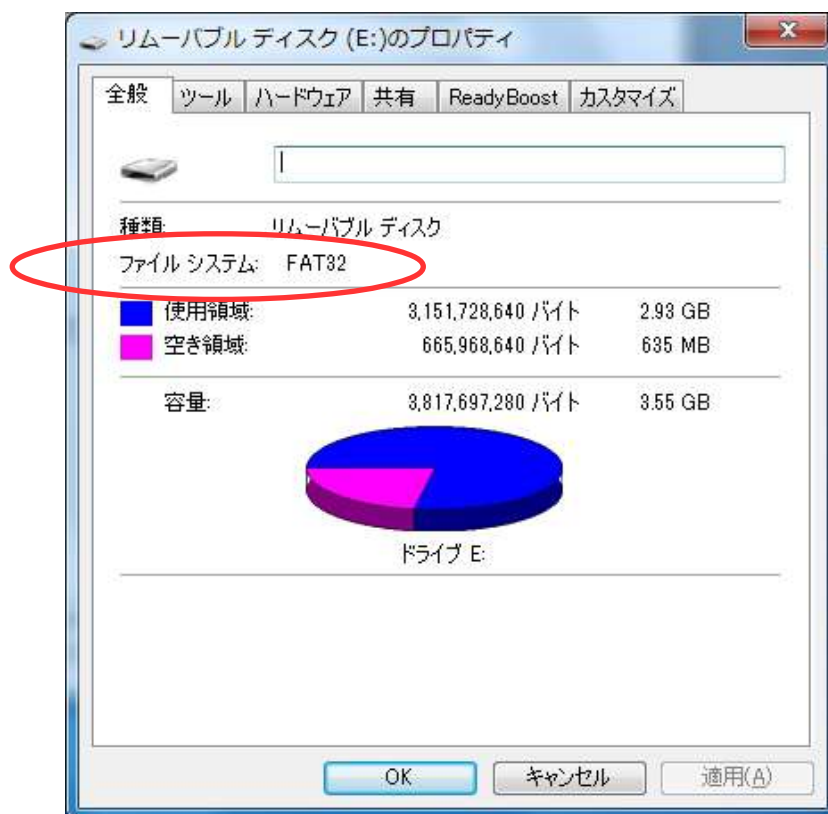 リムーバブル ディスク (E:)のプロパティ
全般 ツール ハードウェア 共有 ReadyBoost カスタマイズ
種類: リムーバブル ディスク
ファイル システム: FAT32
使用領域: 3,151,728,640 バイト 2.93 GB
空き領域: 665,968,640 バイト 635 MB
容量: 3,817,697,280 バイト 3.55 GB
ドライブ E:
OK キャンセル 適用(A)